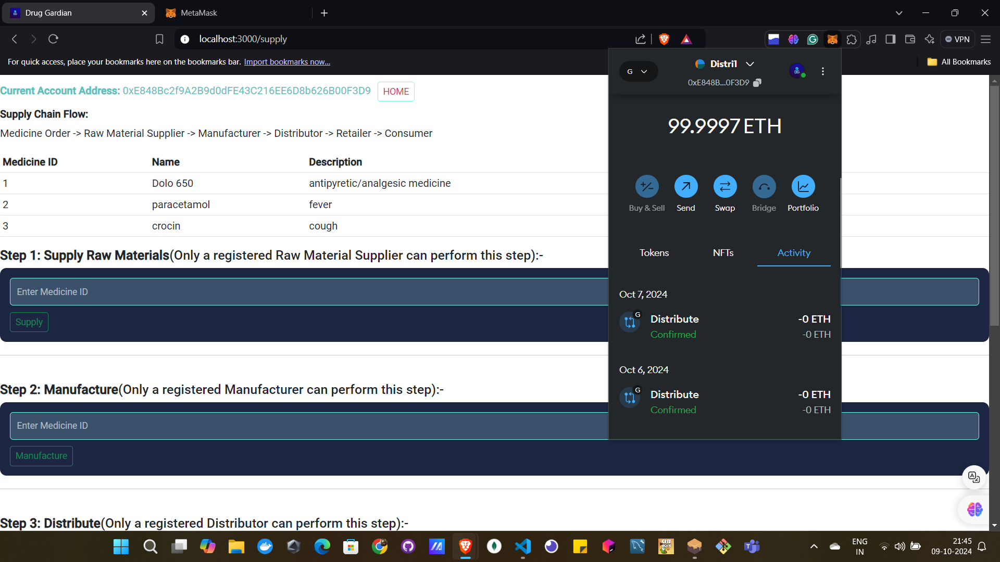 Drug Gardian
MetaMask
localhost:3000/supply
VPN
For quick access, place your bookmarks here on the bookmarks bar. Import bookmarks now...
All Bookmarks
Current Account Address: 0xE848Bc2f9A2B9d0dFE43C216EE6D8b626B00F3D9 HOME
Supply Chain Flow:
Medicine Order -> Raw Material Supplier -> Manufacturer -> Distributor -> Retailer -> Consumer
Medicine ID Name Description
1 Dolo 650 antipyretic/analgesic medicine
2 paracetamol fever
3 crocin cough
Step 1: Supply Raw Materials(Only a registered Raw Material Supplier can perform this step):-
Enter Medicine ID
Supply
Step 2: Manufacture(Only a registered Manufacturer can perform this step):-
Enter Medicine ID
Manufacture
Step 3: Distribute(Only a registered Distributor can perform this step):-
G
Distri1
DG
0xE848B...0F3D9
99.9997 ETH
Buy & Sell Send Swap Bridge Portfolio
Tokens NFTs Activity
Oct 7, 2024
G
Distribute -0 ETH
Confirmed -0 ETH
Oct 6, 2024
G
Distribute -0 ETH
Confirmed -0 ETH
ENG
IN
21:45
09-10-2024